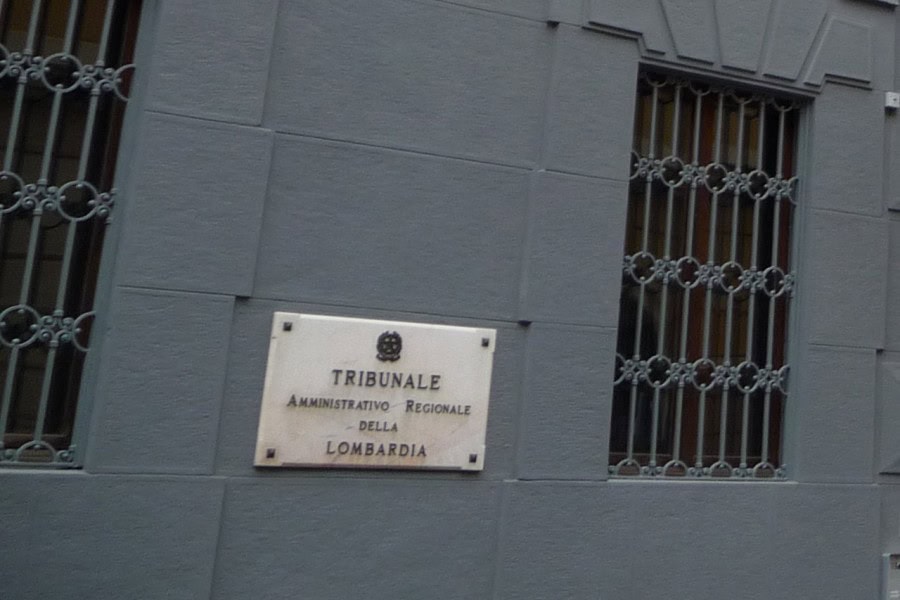 TRIBUNALE
AMMINISTRATIVO REGIONALE
DELLA
LOMBARDIA